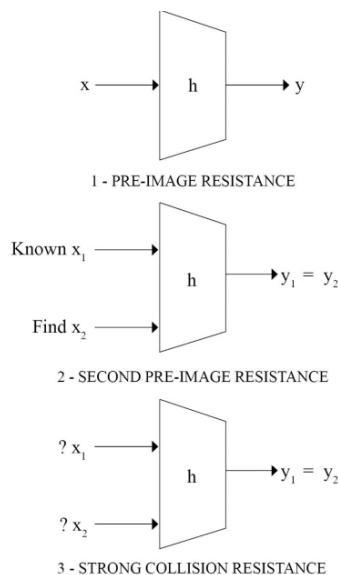 x h y
1 - PRE-IMAGE RESISTANCE
Known x₁
h y₁ = y₂
Find x₂
2 - SECOND PRE-IMAGE RESISTANCE
? x₁
h y₁ = y₂
? x₂
3 - STRONG COLLISION RESISTANCE